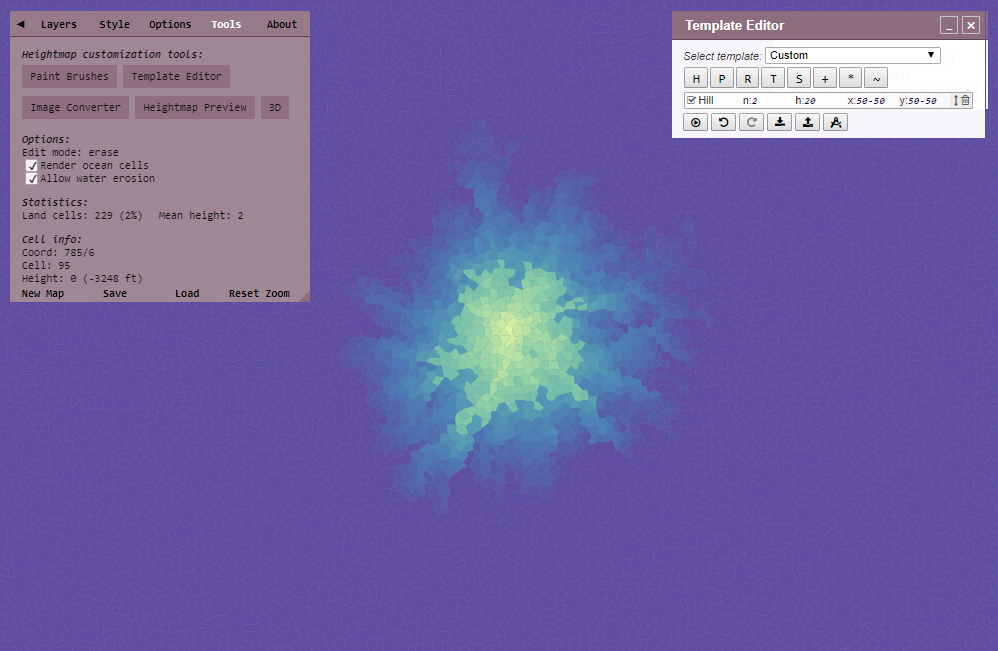 ◄ Layers Style Options Tools About
Heightmap customization tools:
Paint Brushes Template Editor
Image Converter Heightmap Preview 3D
Options:
Edit mode: erase
Render ocean cells
Allow water erosion
Statistics:
Land cells: 229 (2%) Mean height: 2
Cell info:
Coord: 785/6
Cell: 95
Height: 0 (-3248 ft)
New Map Save Load Reset Zoom
Template Editor
Select template: Custom
H P R T S + * ~
Hill n:2 h:20 x:50-50 y:50-50